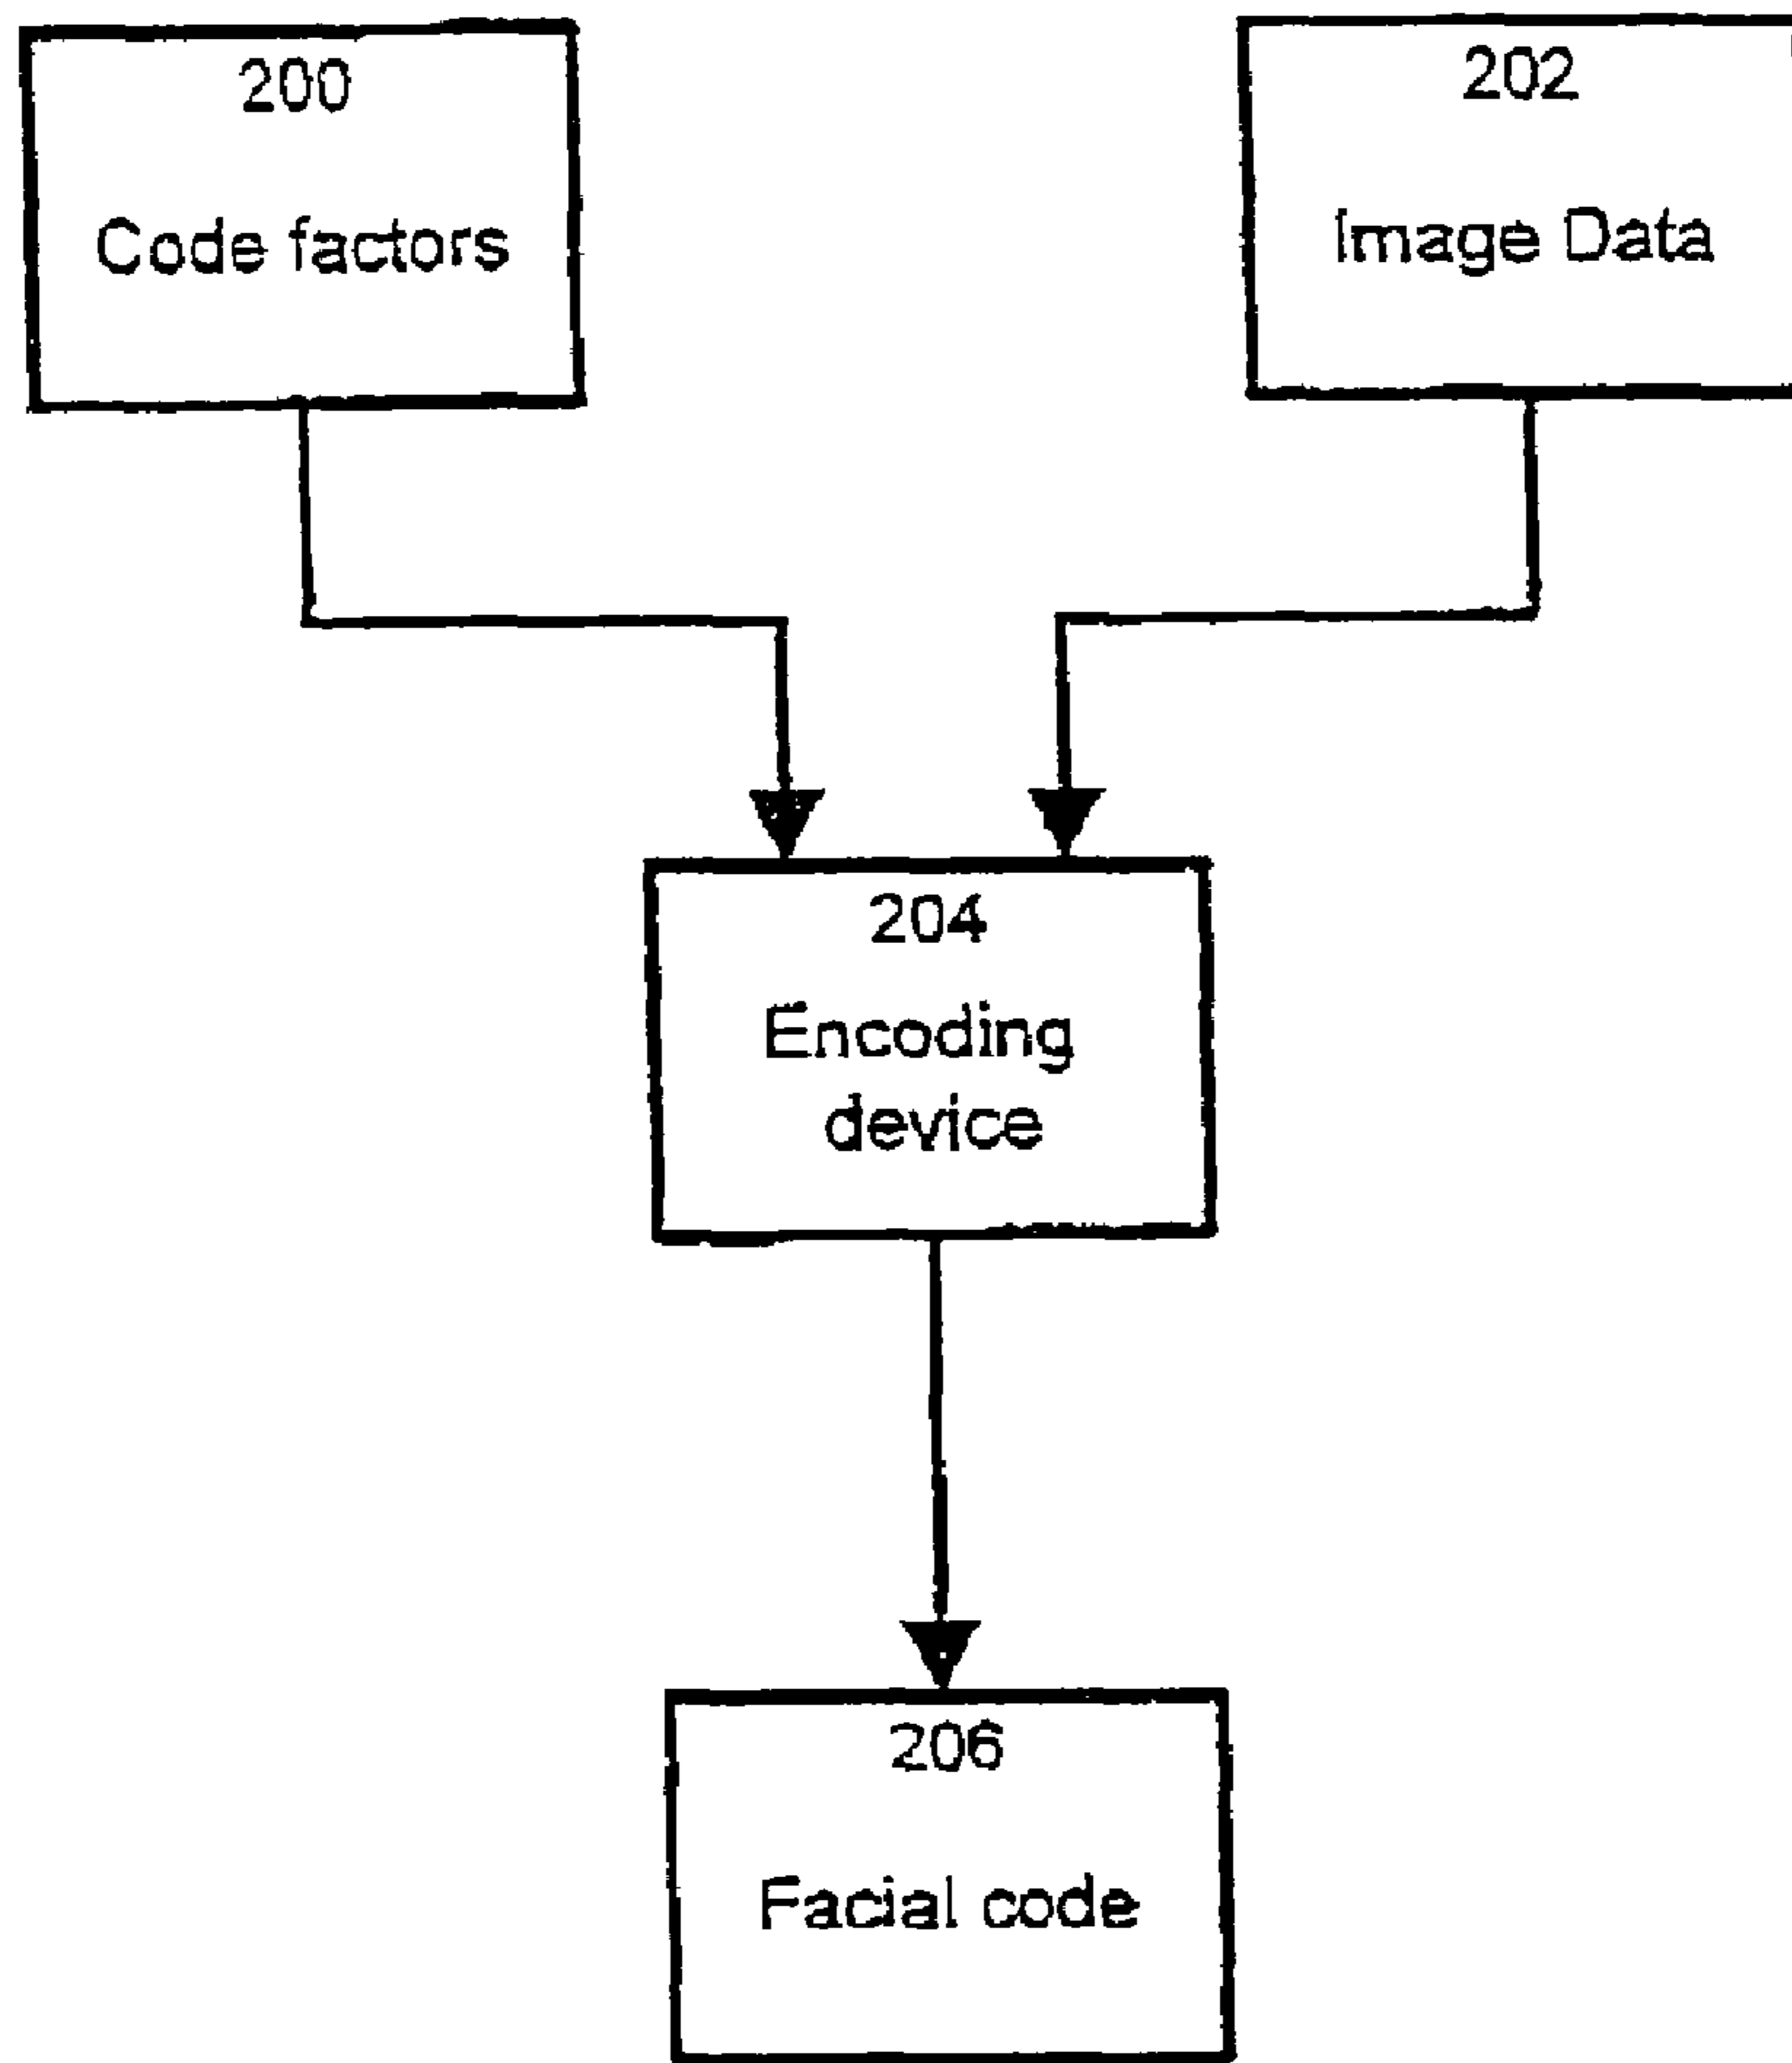 200
Code factors
202
Image Data
204
Encoding
device
206
Facial code